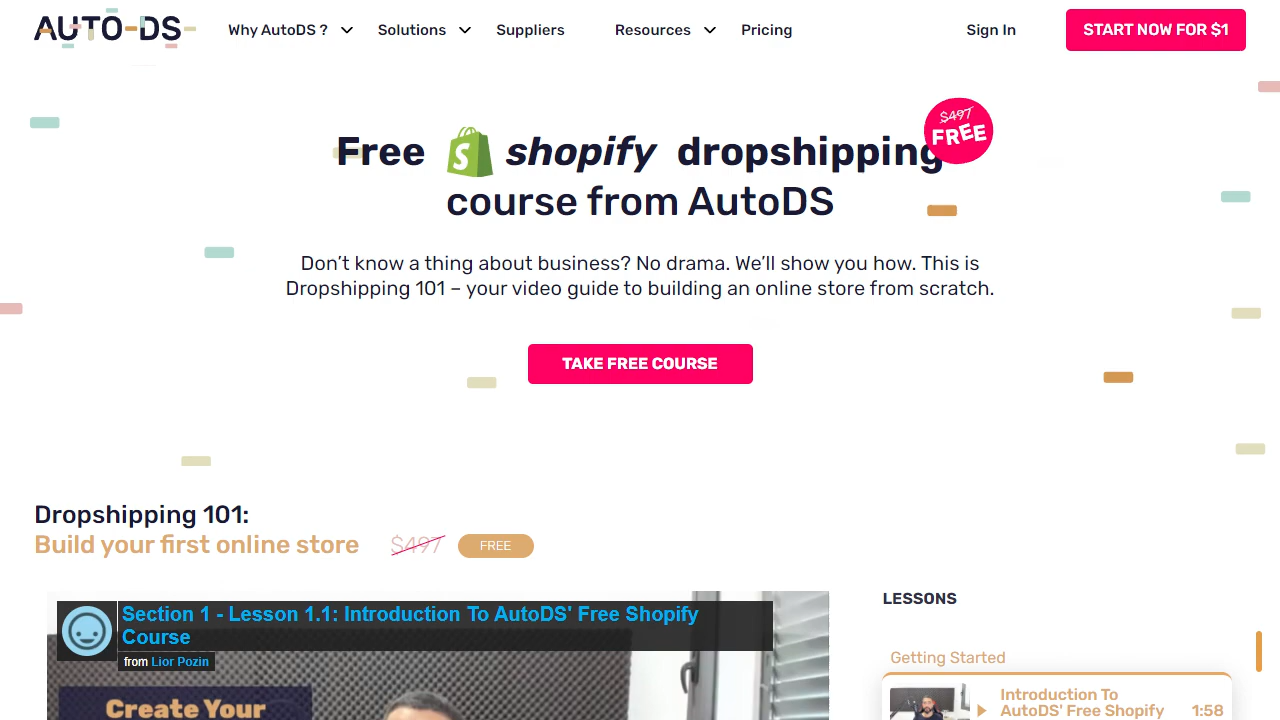 AUTO-DS
Why AutoDS ?
Solutions
Suppliers
Resources
Pricing
Sign In
START NOW FOR $1
$497
FREE
Free shopify dropshipping
course from AutoDS
Don’t know a thing about business? No drama. We’ll show you how. This is
Dropshipping 101 – your video guide to building an online store from scratch.
TAKE FREE COURSE
Dropshipping 101:
Build your first online store
$497
FREE
Section 1 - Lesson 1.1: Introduction To AutoDS' Free Shopify
Course
from Lior Pozin
Create Your
LESSONS
Getting Started
Introduction To
AutoDS' Free Shopify
1:58